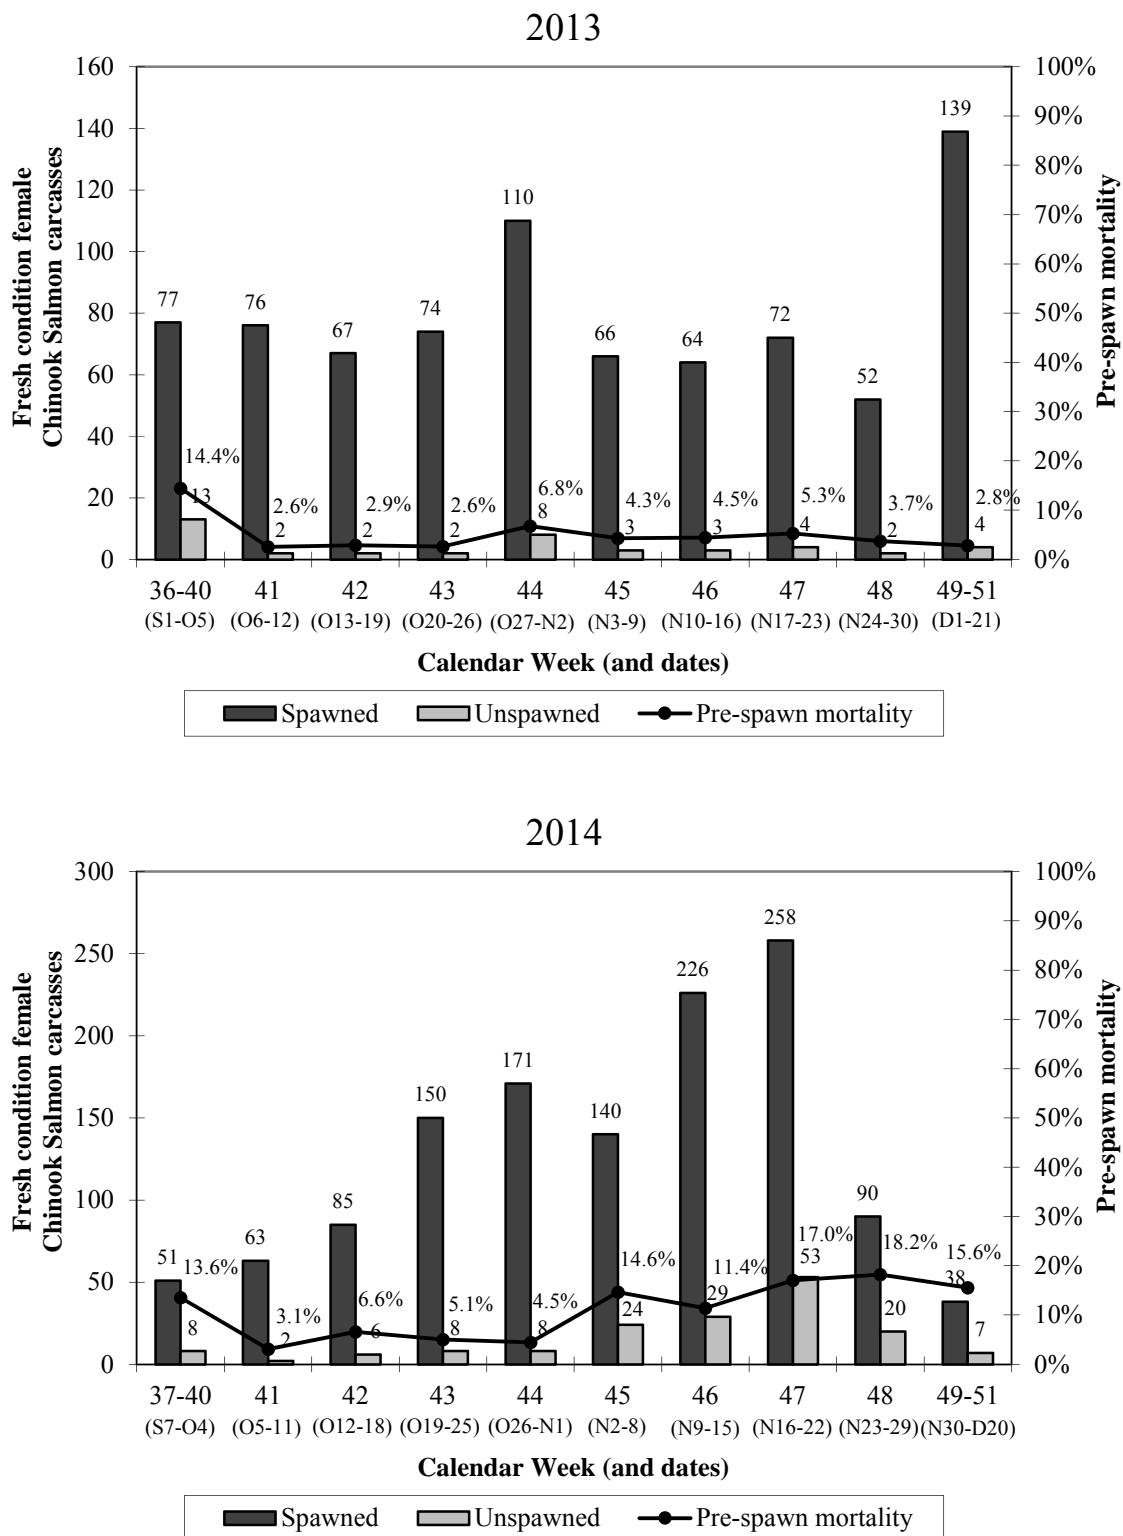 2013
160
140
120
100
80
60
40
20
0
100%
90%
80%
70%
60%
50%
40%
30%
20%
10%
0%
Fresh condition female
Chinook Salmon carcasses
Pre-spawn mortality
77 76 67 74 110 66 64 72 52 139
14.4% 2.6% 2.9% 2.6% 6.8% 4.3% 4.5% 5.3% 3.7% 2.8%
13 2 2 2 8 3 3 4 2 4
36-40 41 42 43 44 45 46 47 48 49-51
(S1-O5) (O6-12) (O13-19) (O20-26) (O27-N2) (N3-9) (N10-16) (N17-23) (N24-30) (D1-21)
Calendar Week (and dates)
Spawned Unspawned Pre-spawn mortality
2014
300
250
200
150
100
50
0
100%
90%
80%
70%
60%
50%
40%
30%
20%
10%
0%
Fresh condition female
Chinook Salmon carcasses
Pre-spawn mortality
51 63 85 150 171 140 226 258 90 38
13.6% 3.1% 6.6% 5.1% 4.5% 14.6% 11.4% 17.0% 18.2% 15.6%
8 2 6 8 8 24 29 53 20 7
37-40 41 42 43 44 45 46 47 48 49-51
(S7-O4) (O5-11) (O12-18) (O19-25) (O26-N1) (N2-8) (N9-15) (N16-22) (N23-29) (N30-D20)
Calendar Week (and dates)
Spawned Unspawned Pre-spawn mortality